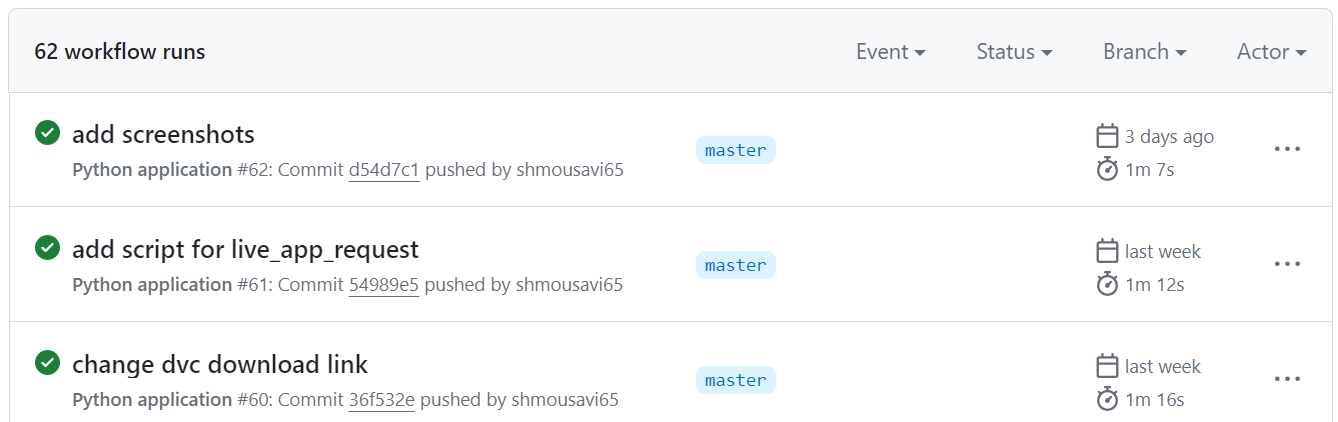 62 workflow runs Event Status Branch Actor
add screenshots
Python application #62: Commit d54d7c1 pushed by shmousavi65
master
3 days ago
1m 7s
add script for live_app_request
Python application #61: Commit 54989e5 pushed by shmousavi65
master
last week
1m 12s
change dvc download link
Python application #60: Commit 36f532e pushed by shmousavi65
master
last week
1m 16s